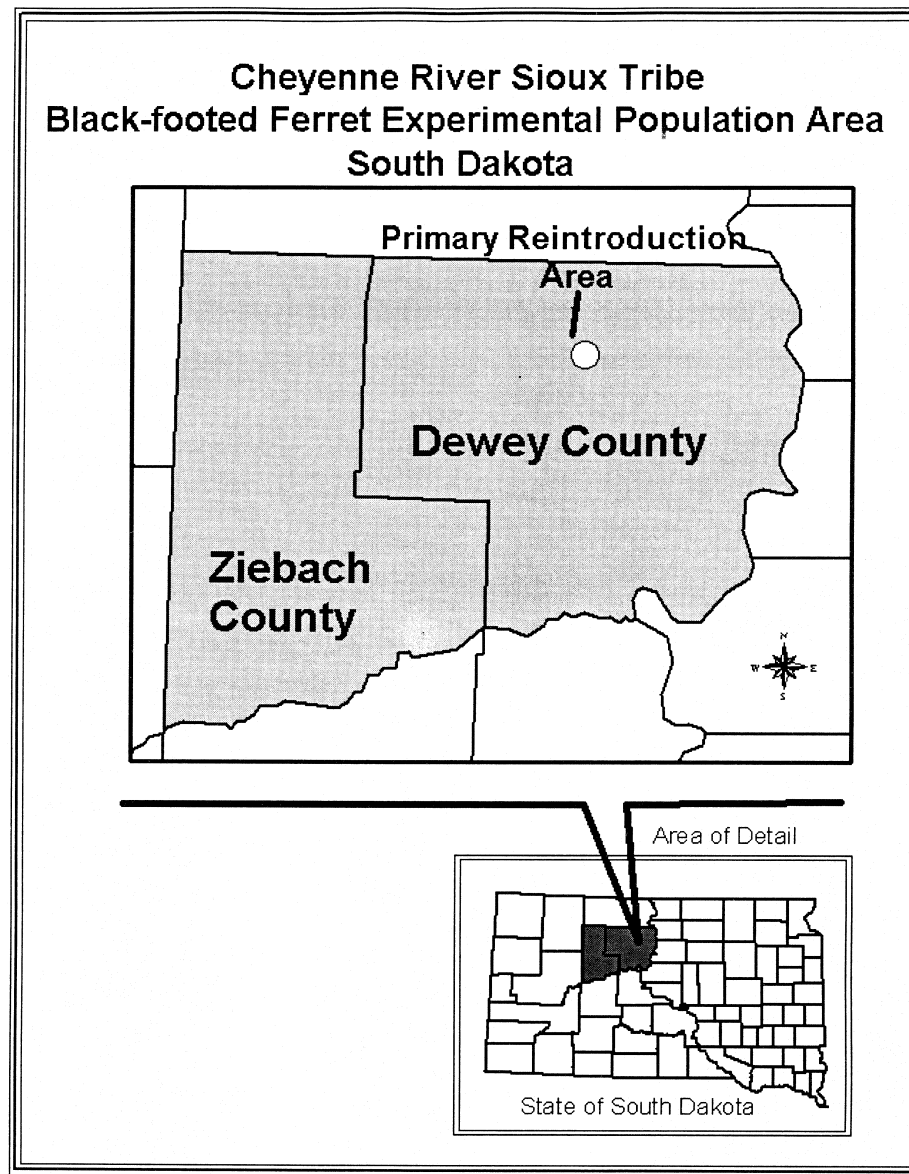 Cheyenne River Sioux Tribe
Black-footed Ferret Experimental Population Area
South Dakota
Primary Reintroduction
Area
Dewey County
Ziebach
County
N
W E
S
Area of Detail
State of South Dakota